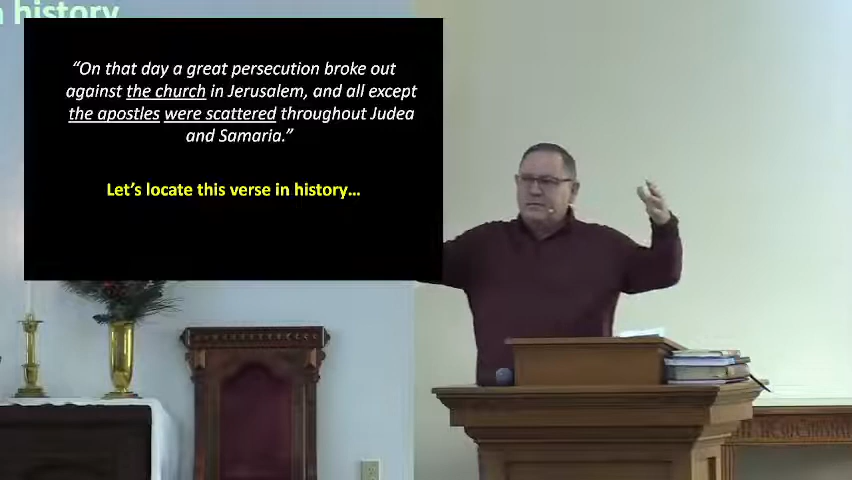 n history
“On that day a great persecution broke out
against the church in Jerusalem, and all except
the apostles were scattered throughout Judea
and Samaria.”
Let’s locate this verse in history…